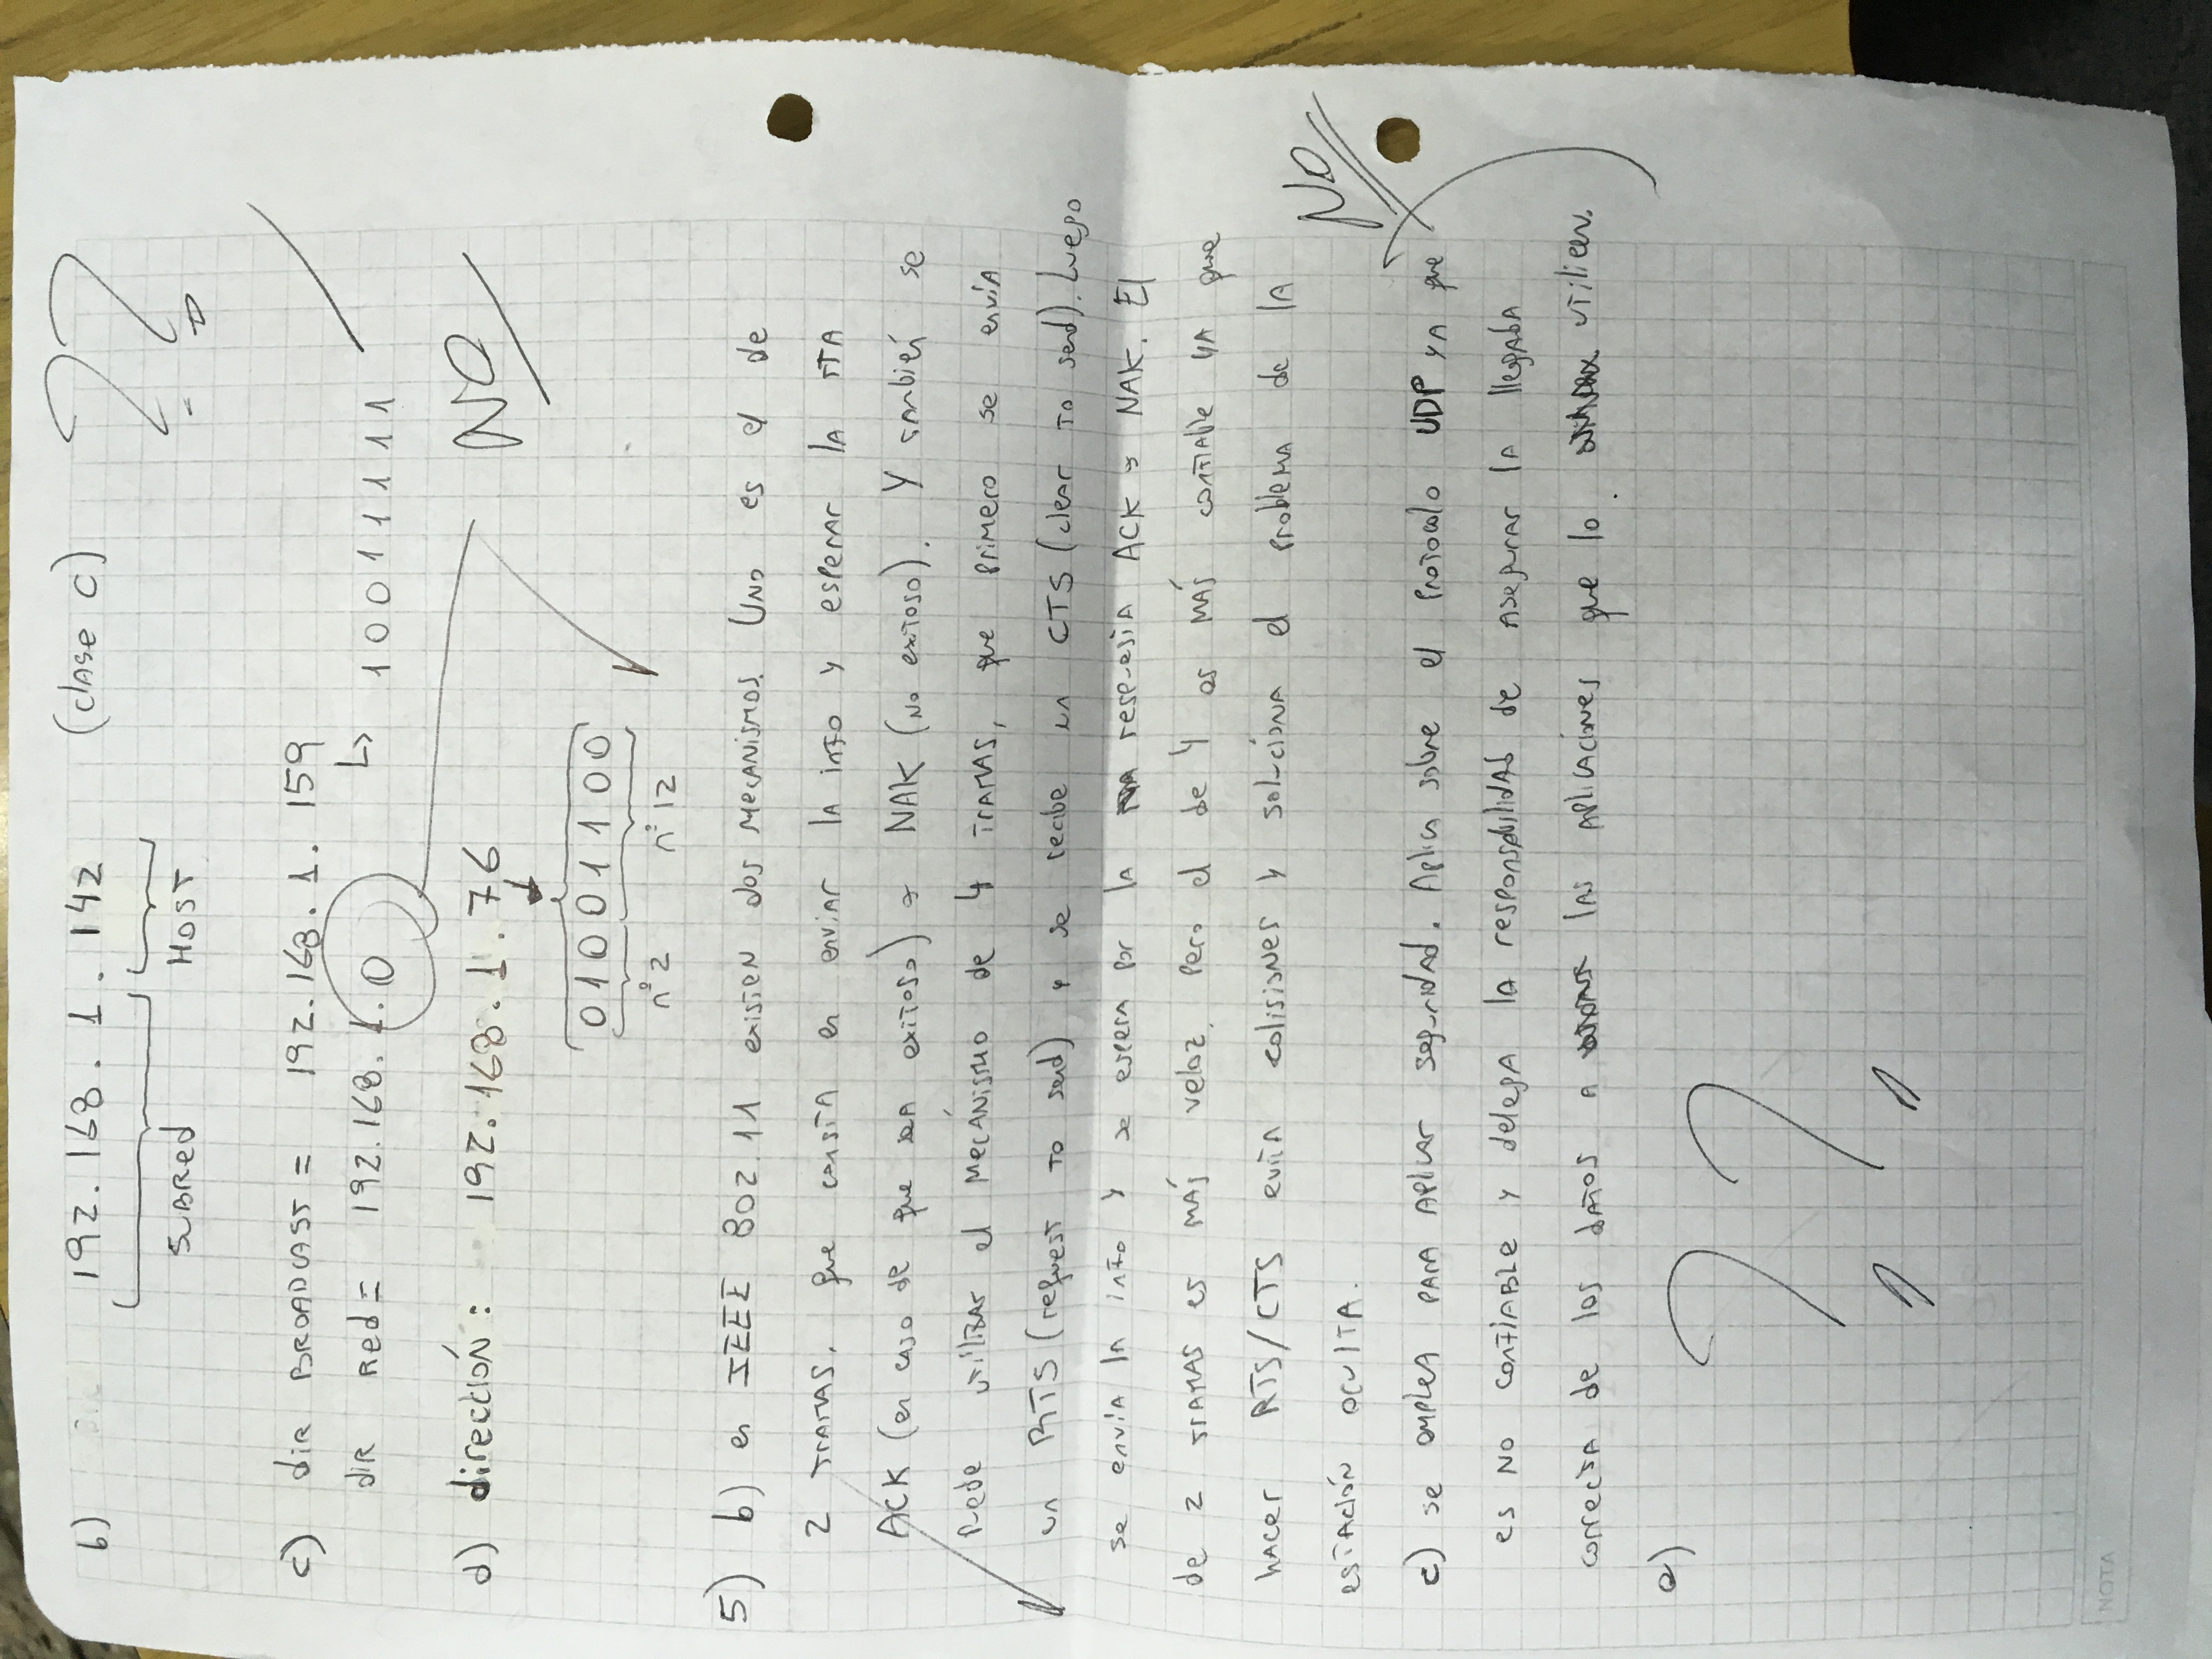 b) 192.168.1.142 (clase C) ??
SUBRed HOST
c) dir BROADCAST = 192.168.1.159
dir Red = 192.168.1.0 ↳ 10011111
NO
d) dirección: 192.168.1.76
01001100
nº2 nº12
5) b) en IEEE 802.11 existen dos mecanismos. Uno es el de
2 tramas, que consta en enviar la info y esperar la rta
ACK (en caso de que sea exitoso) o NAK (no exitoso). Y también se
puede utilizar el mecánismo de 4 tramas, que primero se envía
un RTS (request to send) y se recibe un CTS (clear to send). Luego
se envía la info y se espera por la respuesta ACK o NAK. El
de 2 tramas es más veloz, pero el de 4 es más confiable ya que
hacer RTS/CTS evita colisiones y soluciona el problema de la
estación oculta.
NO
c) se emplea para aplicar seguridad. Aplica sobre el protocolo UDP ya que
es no confiable y delega la responsabilidad de asegurar la llegada
correcta de los datos a las aplicaciones que lo utilicen.
e) ??
NOTA